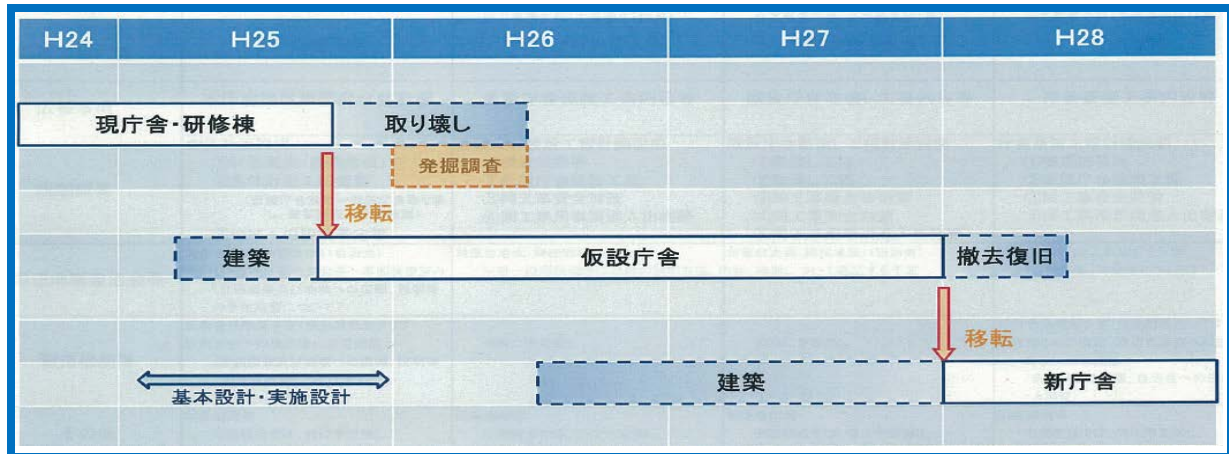 H24 H25 H26 H27 H28
現庁舎・研修棟 取り壊し
発掘調査
移転
建築 仮設庁舎 撤去復旧
移転
建築 新庁舎
基本設計・実施設計